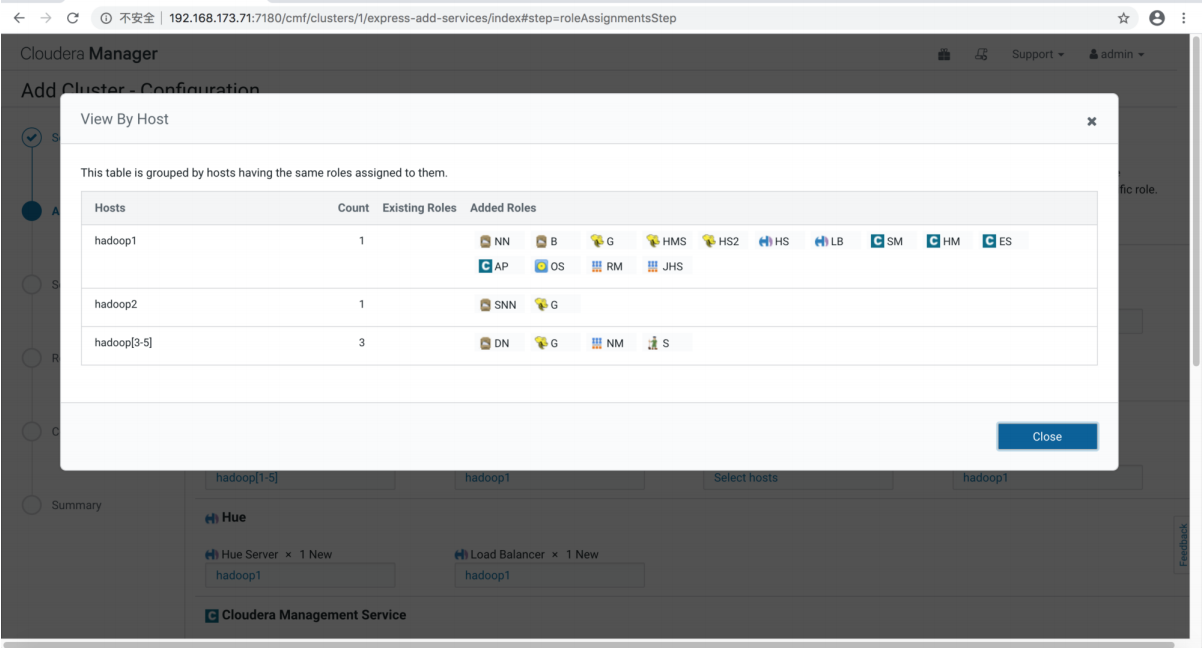 不安全 | 192.168.173.71:7180/cmf/clusters/1/express-add-services/index#step=roleAssignmentsStep
Cloudera Manager Support admin
Add Cluster - Configuration
View By Host
This table is grouped by hosts having the same roles assigned to them.
fic role.
Hosts Count Existing Roles Added Roles
hadoop1 1 NN B G HMS HS2 HS LB SM HM ES
AP OS RM JHS
hadoop2 1 SNN G
hadoop[3-5] 3 DN G NM S
Close
hadoop[1-5] hadoop1 Select hosts hadoop1
Summary
Hue
Hue Server × 1 New Load Balancer × 1 New
hadoop1 hadoop1
Feedback
Cloudera Management Service